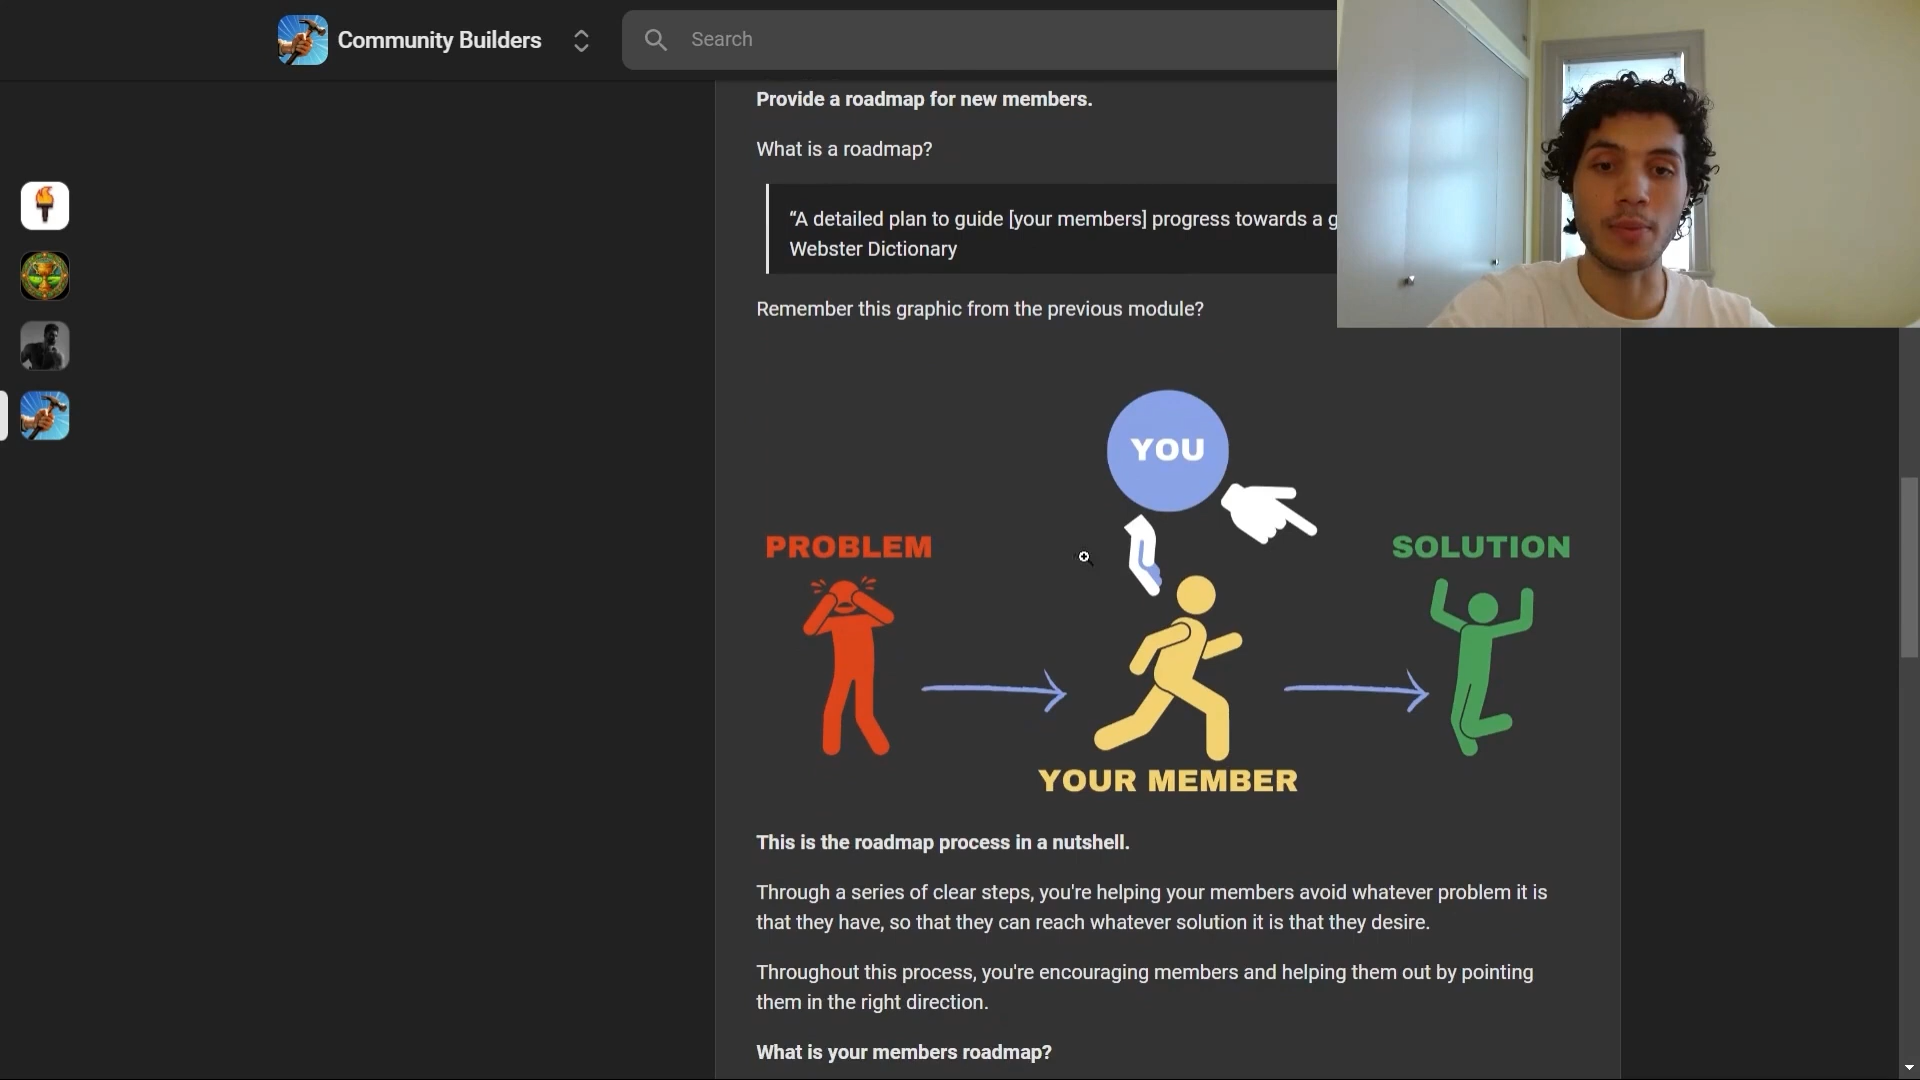 Community Builders
Search
Provide a roadmap for new members.
What is a roadmap?
“A detailed plan to guide [your members] progress towards a g
Webster Dictionary
Remember this graphic from the previous module?
YOU
PROBLEM
SOLUTION
YOUR MEMBER
This is the roadmap process in a nutshell.
Through a series of clear steps, you're helping your members avoid whatever problem it is
that they have, so that they can reach whatever solution it is that they desire.
Throughout this process, you're encouraging members and helping them out by pointing
them in the right direction.
What is your members roadmap?